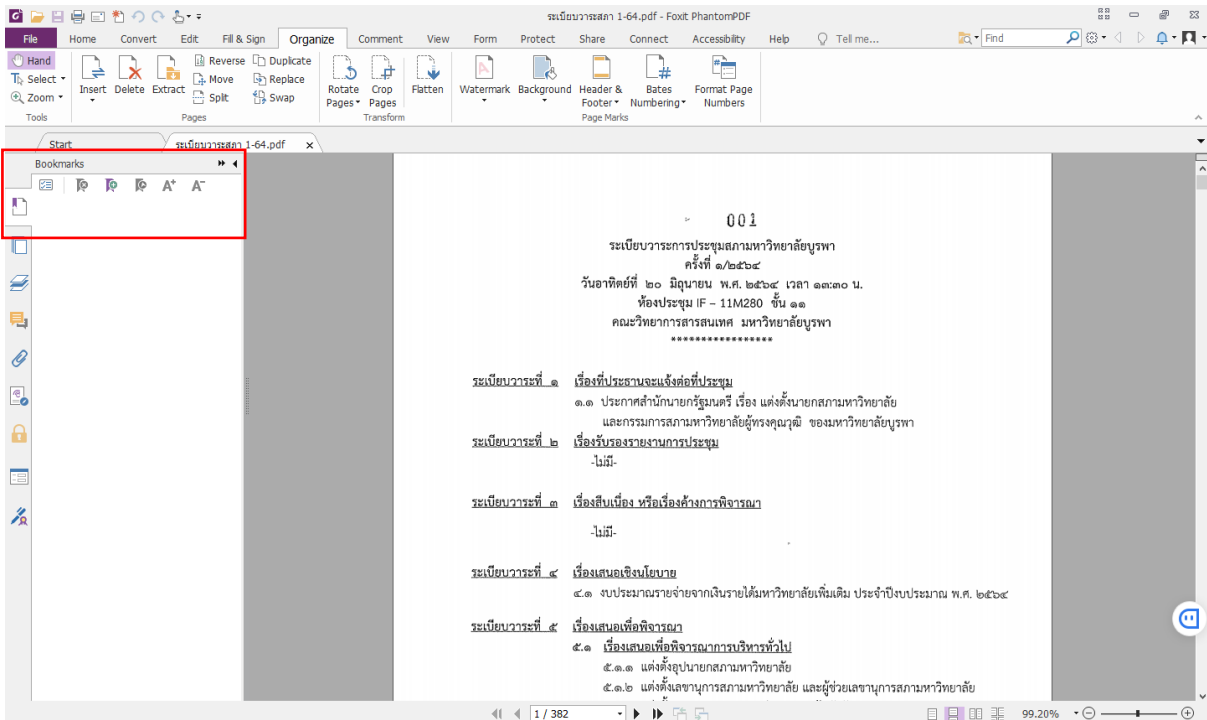 ระเบียบวาระสภา 1-64.pdf - Foxit PhantomPDF
File Home Convert Edit Fill & Sign Organize Comment View Form Protect Share Connect Accessibility Help Tell me... Find
Hand
Select
Zoom
Tools
Insert Delete Extract
Reverse Duplicate
Move Replace
Split Swap
Pages
Rotate Pages
Crop Pages
Flatten
Transform
Watermark Background
Header & Footer
Bates Numbering
Format Page Numbers
Page Marks
Start
ระเบียบวาระสภา 1-64.pdf x
Bookmarks
001
ระเบียบวาระการประชุมสภามหาวิทยาลัยบูรพา
ครั้งที่ ๑/๒๕๖๔
วันอาทิตย์ที่ ๒๐ มิถุนายน พ.ศ. ๒๕๖๔ เวลา ๑๓:๓๐ น.
ห้องประชุม IF – 11M280 ชั้น ๑๑
คณะวิทยาการสารสนเทศ มหาวิทยาลัยบูรพา
*****************
ระเบียบวาระที่ ๑ เรื่องที่ประธานจะแจ้งต่อที่ประชุม
๑.๑ ประกาศสำนักนายกรัฐมนตรี เรื่อง แต่งตั้งนายกสภามหาวิทยาลัย
และกรรมการสภามหาวิทยาลัยผู้ทรงคุณวุฒิ ของมหาวิทยาลัยบูรพา
ระเบียบวาระที่ ๒ เรื่องรับรองรายงานการประชุม
-ไม่มี-
ระเบียบวาระที่ ๓ เรื่องสืบเนื่อง หรือเรื่องค้างการพิจารณา
-ไม่มี-
ระเบียบวาระที่ ๔ เรื่องเสนอเชิงนโยบาย
๔.๑ งบประมาณรายจ่ายจากเงินรายได้มหาวิทยาลัยเพิ่มเติม ประจำปีงบประมาณ พ.ศ. ๒๕๖๔
ระเบียบวาระที่ ๕ เรื่องเสนอเพื่อพิจารณา
๕.๑ เรื่องเสนอเพื่อพิจารณาการบริหารทั่วไป
๕.๑.๑ แต่งตั้งอุปนายกสภามหาวิทยาลัย
๕.๑.๒ แต่งตั้งเลขานุการสภามหาวิทยาลัย และผู้ช่วยเลขานุการสภามหาวิทยาลัย
1 / 382
99.20%